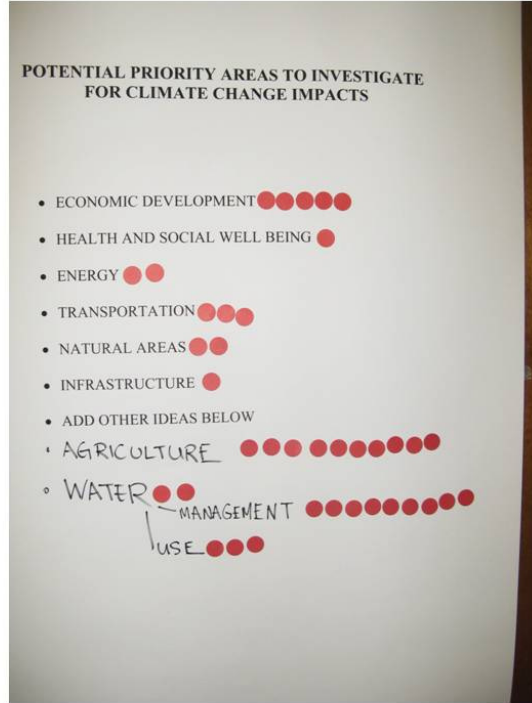 POTENTIAL PRIORITY AREAS TO INVESTIGATE
FOR CLIMATE CHANGE IMPACTS
• ECONOMIC DEVELOPMENT
• HEALTH AND SOCIAL WELL BEING
• ENERGY
• TRANSPORTATION
• NATURAL AREAS
• INFRASTRUCTURE
• ADD OTHER IDEAS BELOW
• AGRICULTURE
• WATER
MANAGEMENT
USE